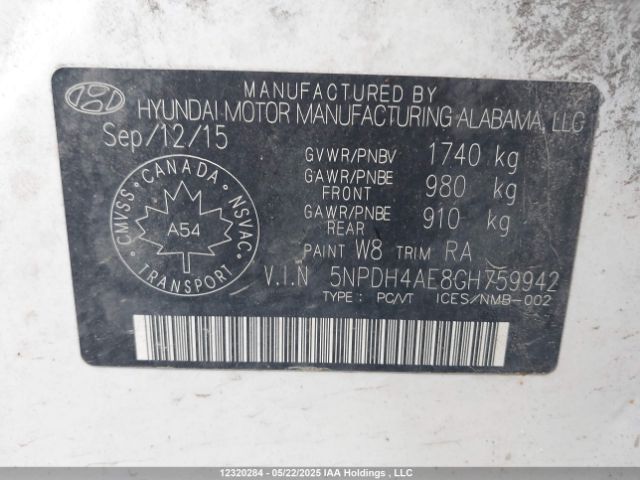 MANUFACTURED BY
HYUNDAI MOTOR MANUFACTURING ALABAMA, LLC
Sep/12/15
GVWR/PNBV 1740 kg
GAWR/PNBE FRONT 980 kg
GAWR/PNBE REAR 910 kg
PAINT W8 TRIM RA
V.I.N 5NPDH4AE8GH759942
TYPE: PC/VT ICES/NMB-002
CMVSS CANADA NSVAC
A54
TRANSPORT
12320284 - 05/22/2025 IAA Holdings , LLC